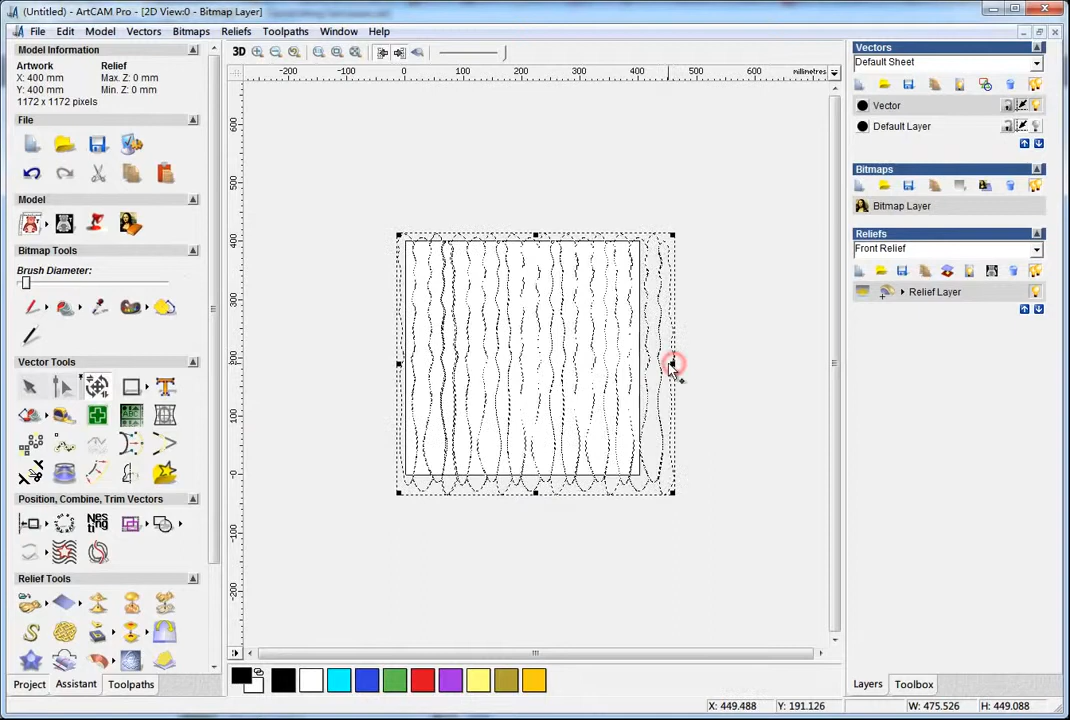 (Untitled) - ArtCAM Pro - [2D View:0 - Bitmap Layer]
File Edit Model Vectors Bitmaps Reliefs Toolpaths Window Help
Model Information
Artwork Relief
X: 400 mm Max. Z: 0 mm
Y: 400 mm Min. Z: 0 mm
1172 x 1172 pixels
File
Model
Bitmap Tools
Brush Diameter:
Vector Tools
ABC
Position, Combine, Trim Vectors
Nesting
Relief Tools
Project Assistant Toolpaths
3D
-200 -100 0 100 200 300 400 500 600 millimetres
600
500
400
300
200
100
-0
-100
-200
Vectors
Default Sheet
Vector
Default Layer
Bitmaps
Bitmap Layer
Reliefs
Front Relief
Relief Layer
Layers Toolbox
X: 449.488 Y: 191.126 W: 475.526 H: 449.088